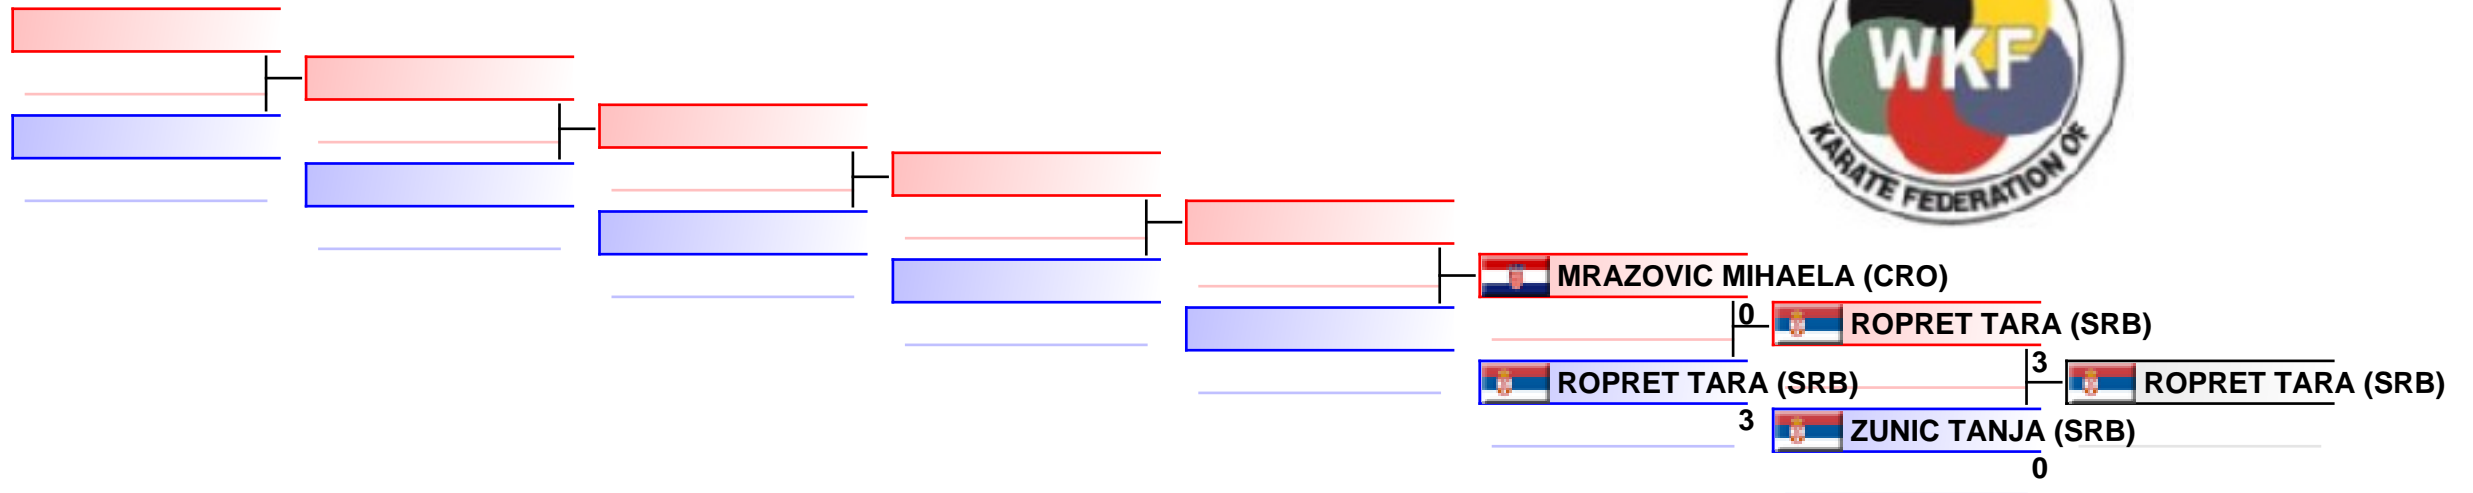 WKF
KARATE FEDERATION OF
MRAZOVIC MIHAELA (CRO)
0
ROPRET TARA (SRB)
3
ROPRET TARA (SRB)
3
ZUNIC TANJA (SRB)
0
ROPRET TARA (SRB)